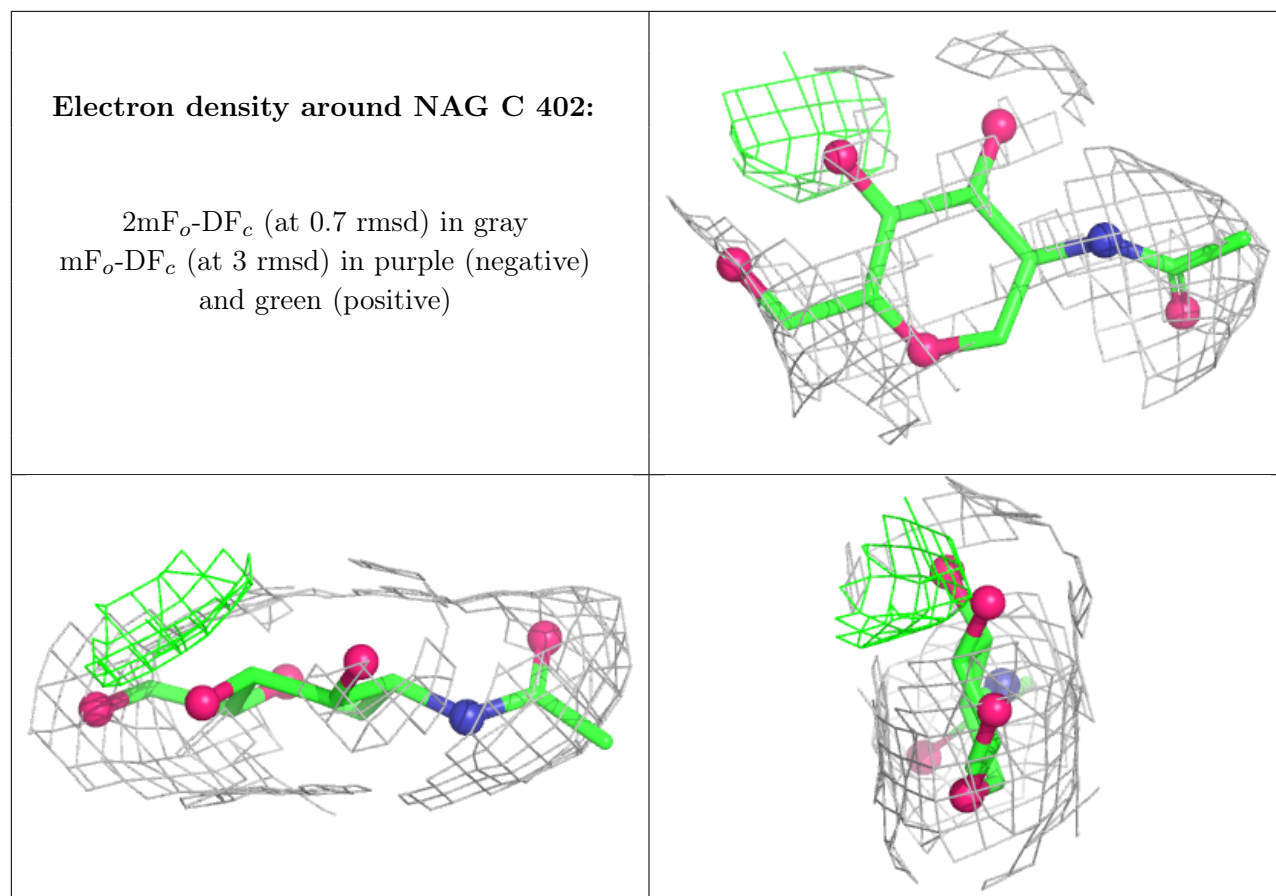 Electron density around NAG C 402:
2mFₒ-DF𝒸 (at 0.7 rmsd) in gray
mFₒ-DF𝒸 (at 3 rmsd) in purple (negative)
and green (positive)